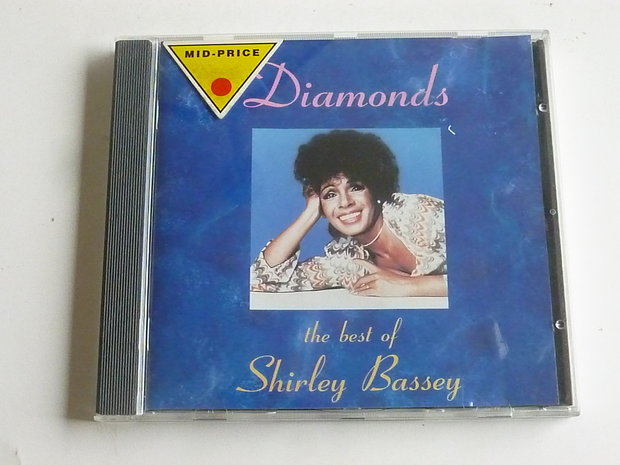 MID-PRICE
Diamonds
the best of
Shirley Bassey